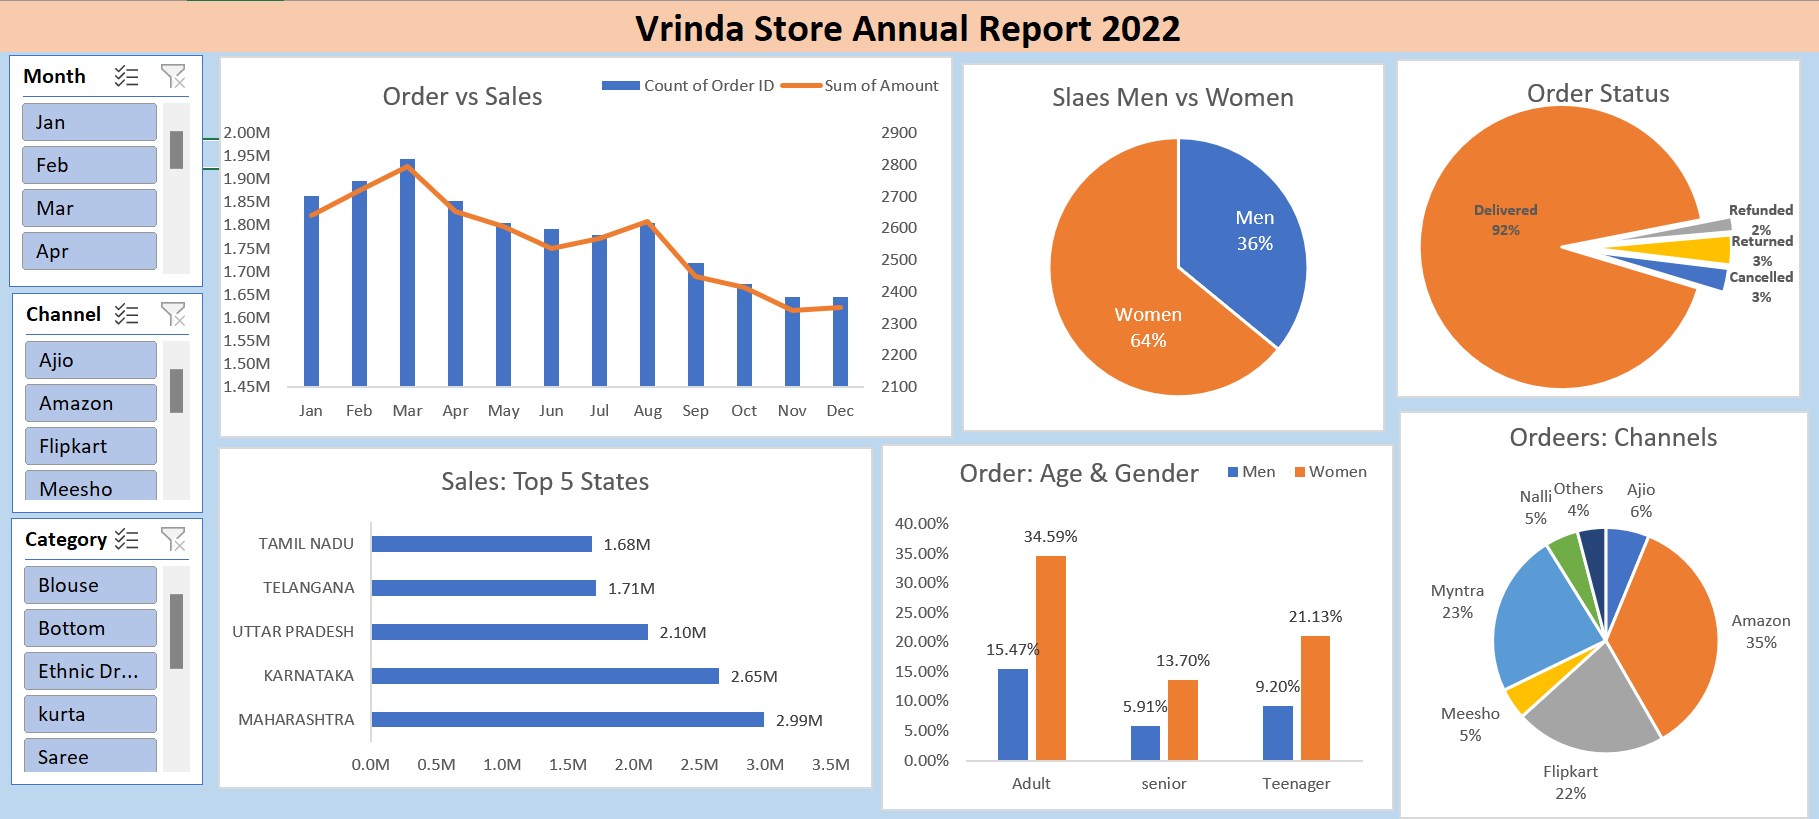 Vrinda Store Annual Report 2022
Month
Jan
Feb
Mar
Apr
Channel
Ajio
Amazon
Flipkart
Meesho
Category
Blouse
Bottom
Ethnic Dr...
kurta
Saree
Order vs Sales
Count of Order ID
Sum of Amount
2.00M
1.95M
1.90M
1.85M
1.80M
1.75M
1.70M
1.65M
1.60M
1.55M
1.50M
1.45M
2900
2800
2700
2600
2500
2400
2300
2200
2100
Jan Feb Mar Apr May Jun Jul Aug Sep Oct Nov Dec
Slaes Men vs Women
Men
36%
Women
64%
Order Status
Delivered
92%
Refunded
2%
Returned
3%
Cancelled
3%
Sales: Top 5 States
TAMIL NADU 1.68M
TELANGANA 1.71M
UTTAR PRADESH 2.10M
KARNATAKA 2.65M
MAHARASHTRA 2.99M
0.0M 0.5M 1.0M 1.5M 2.0M 2.5M 3.0M 3.5M
Order: Age & Gender
Men
Women
40.00%
35.00%
30.00%
25.00%
20.00%
15.00%
10.00%
5.00%
0.00%
15.47%
34.59%
5.91%
13.70%
9.20%
21.13%
Adult senior Teenager
Ordeers: Channels
Nalli
5%
Others
4%
Ajio
6%
Myntra
23%
Amazon
35%
Meesho
5%
Flipkart
22%